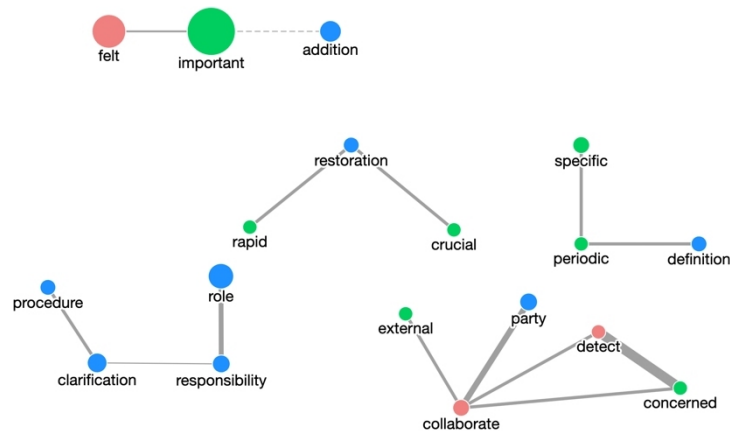 felt
important
addition
restoration
specific
rapid
crucial
periodic
definition
procedure
role
external
party
detect
clarification
responsibility
collaborate
concerned